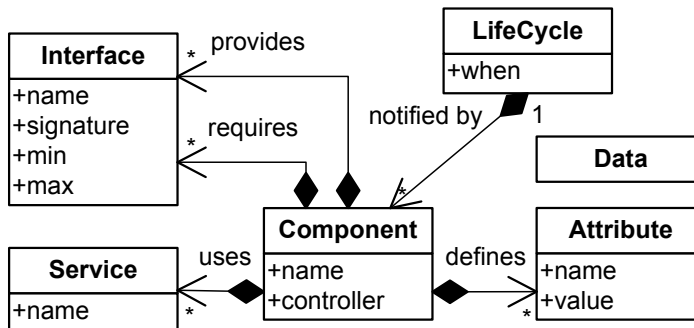 provides
LifeCycle
Interface
*
+when
+name
+signature
*
requires
notified by
1
+min
+max
Data
*
Component
Attribute
uses
defines
Service
+name
+name
+name
*
+controller
*
+value